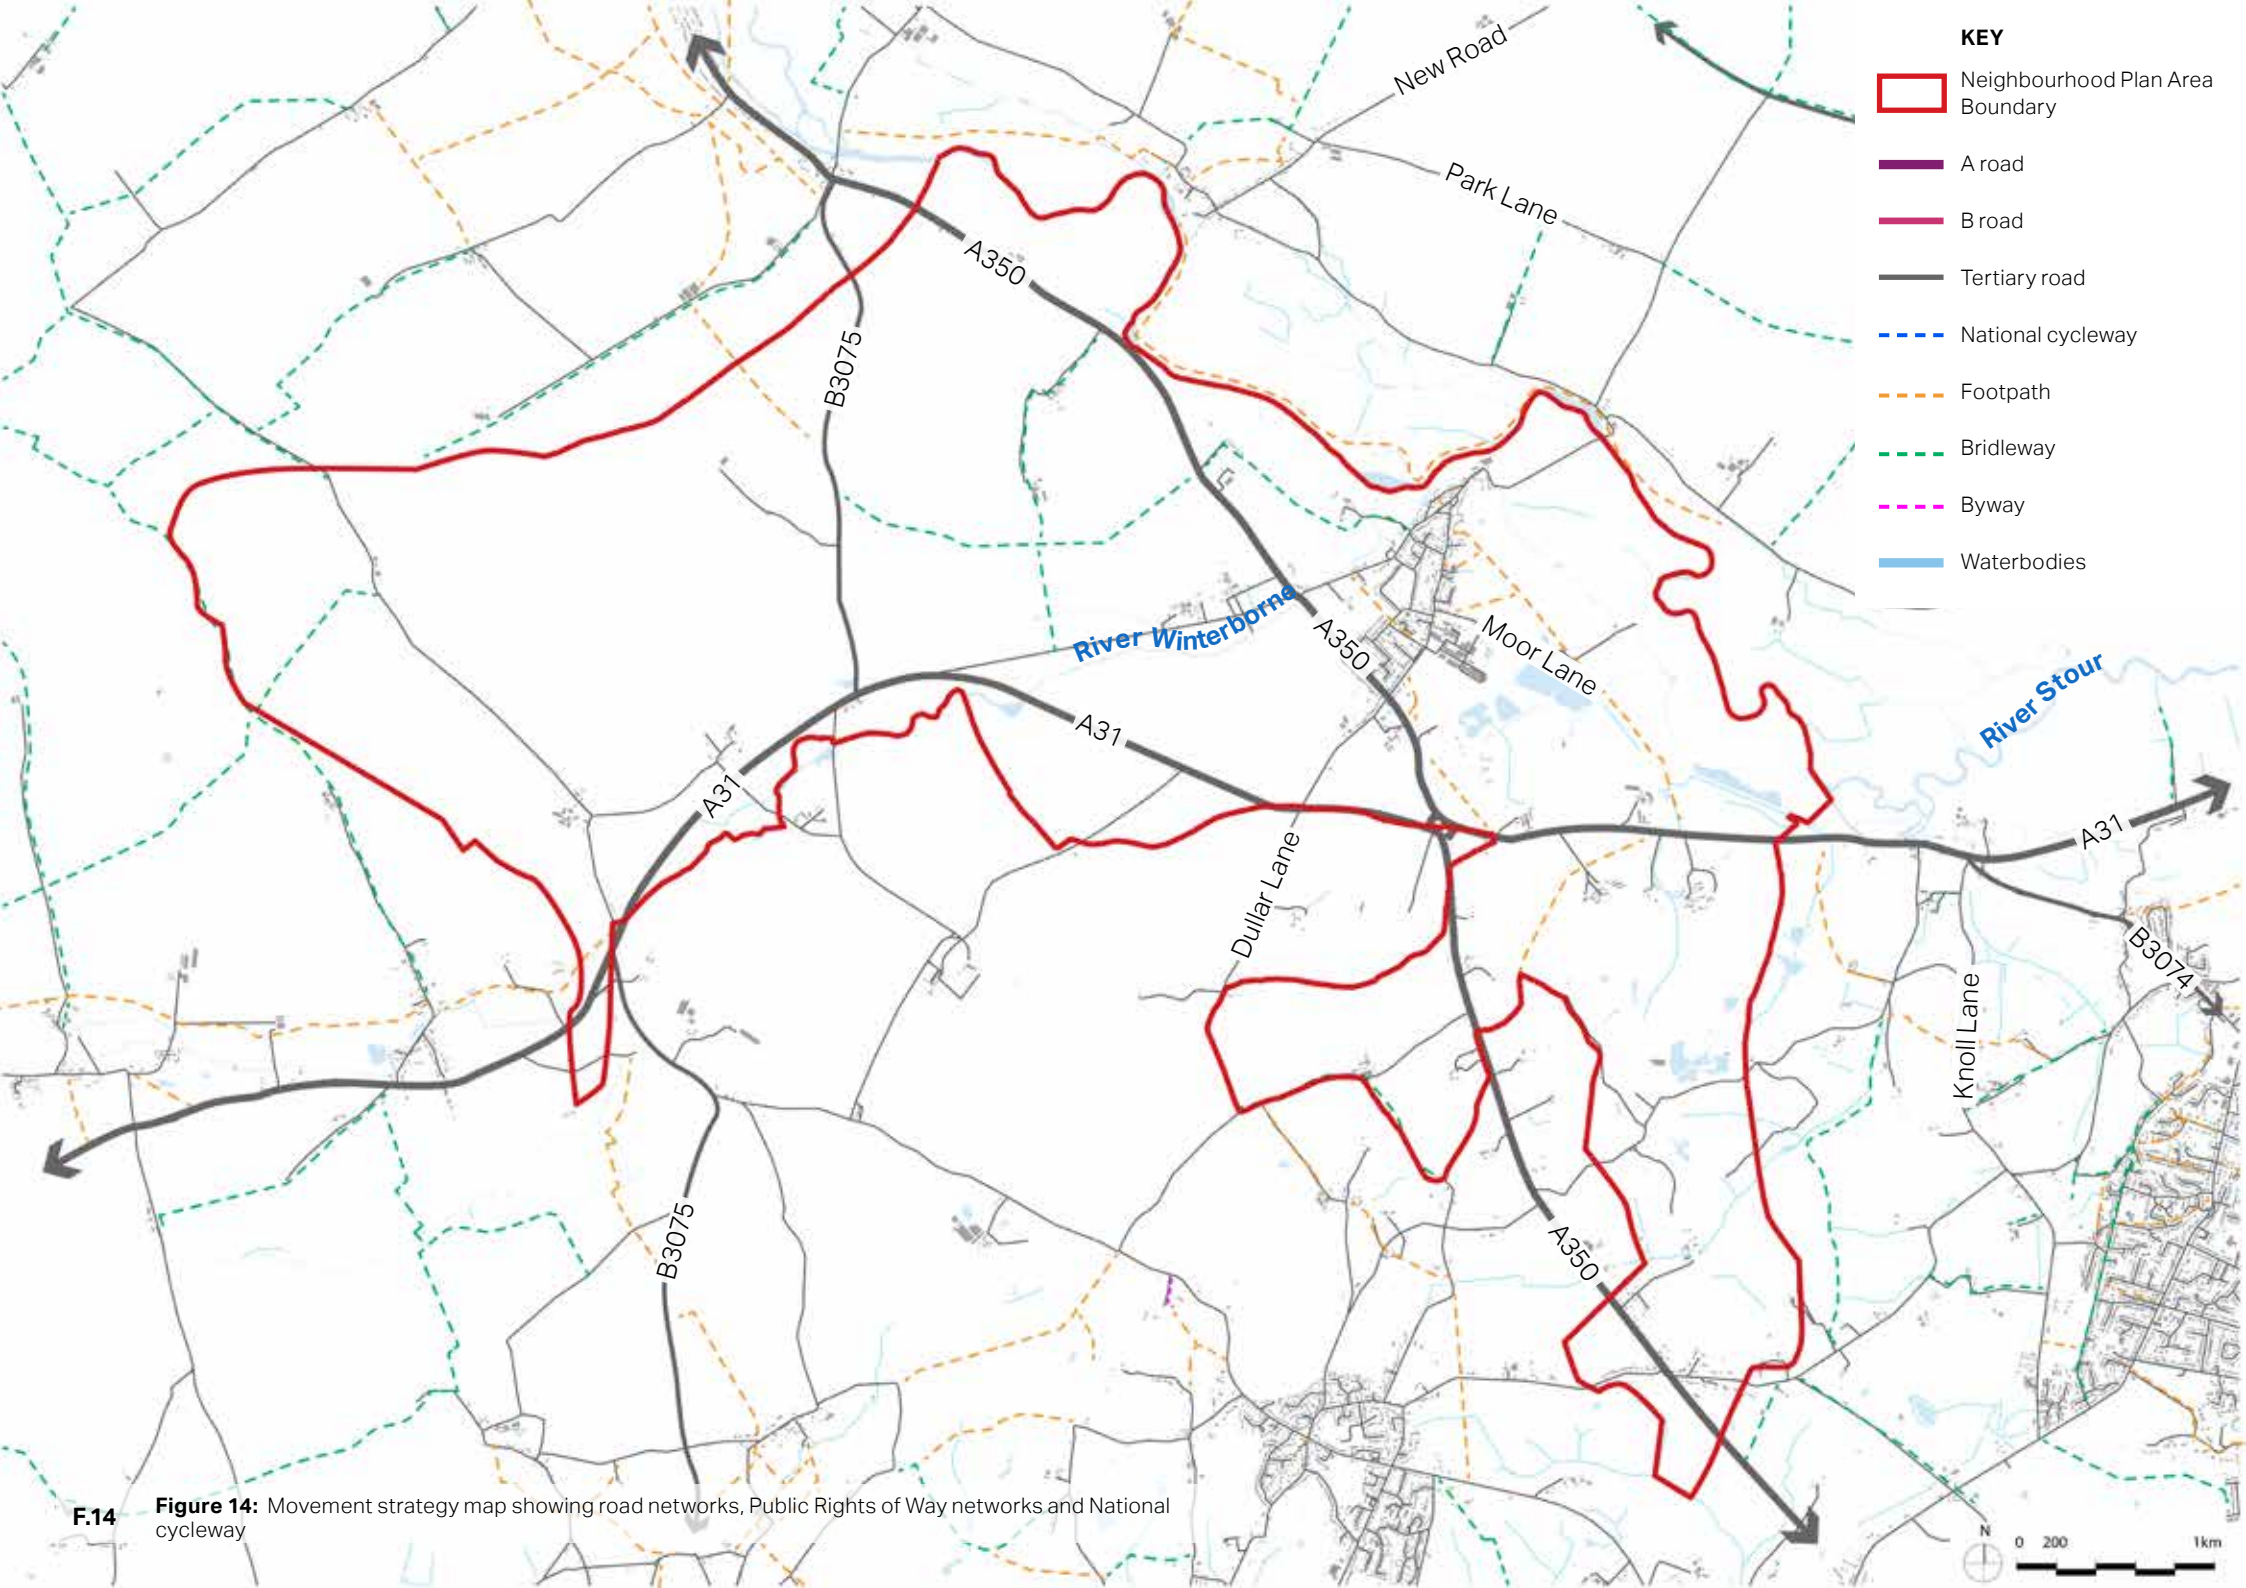 KEY
Neighbourhood Plan Area
Boundary
A road
B road
Tertiary road
National cycleway
Footpath
Bridleway
Byway
Waterbodies
New Road
Park Lane
A350
B3075
River Winterborne
A350
Moor Lane
River Stour
A31
A31
A31
Dullar Lane
B3074
Knoll Lane
B3075
A350
F.14
Figure 14: Movement strategy map showing road networks, Public Rights of Way networks and National
cycleway
N
0 200 1km